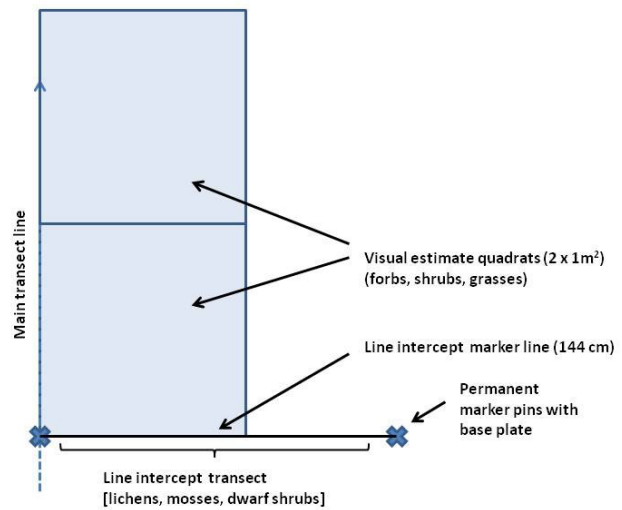 Main transect line
Visual estimate quadrats (2 x 1m²)
(forbs, shrubs, grasses)
Line intercept marker line (144 cm)
Permanent
marker pins with
base plate
Line intercept transect
[lichens, mosses, dwarf shrubs]